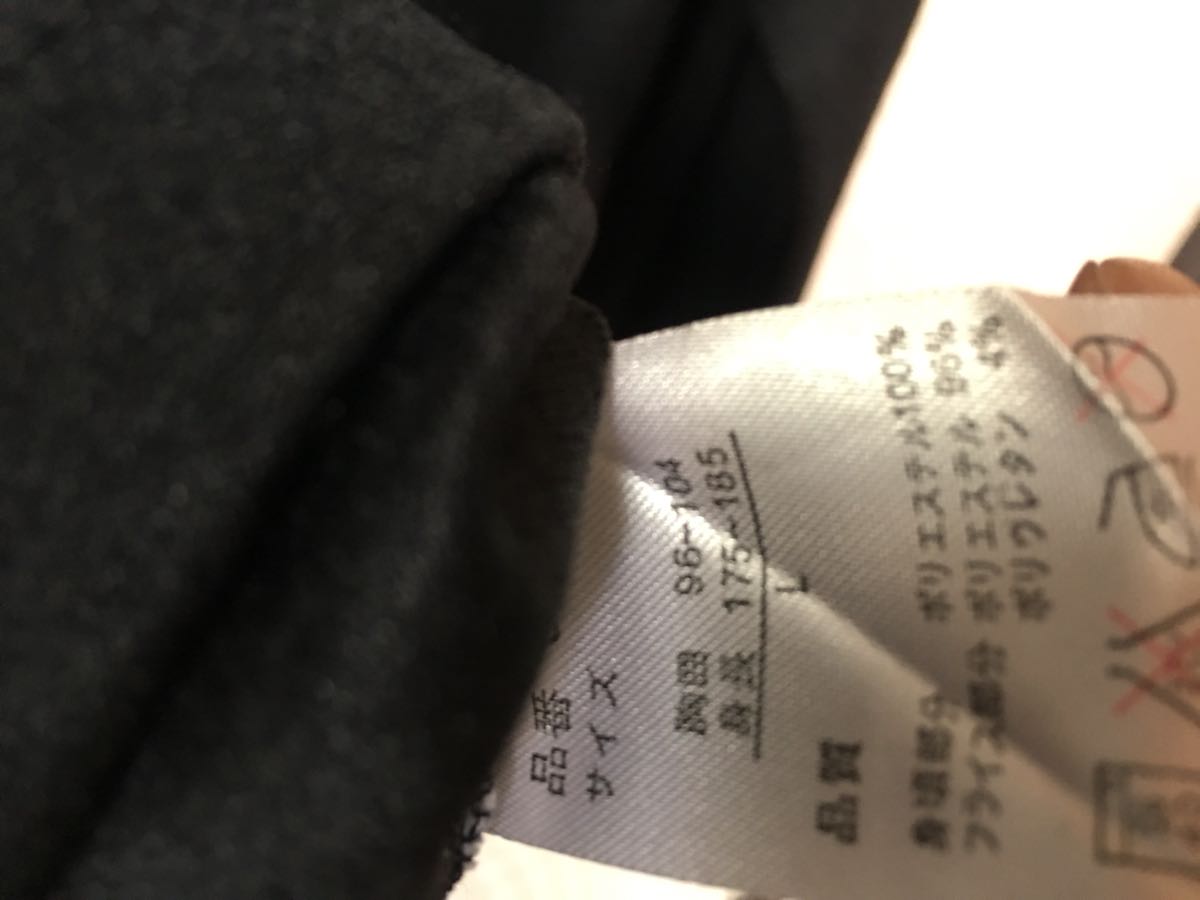 品番
サイズ
胸囲 96-104
身長 175-185
L
品質
身頃部分 ポリエステル100%
フライス部分 ポリエステル 96%
ポリウレタン 4%